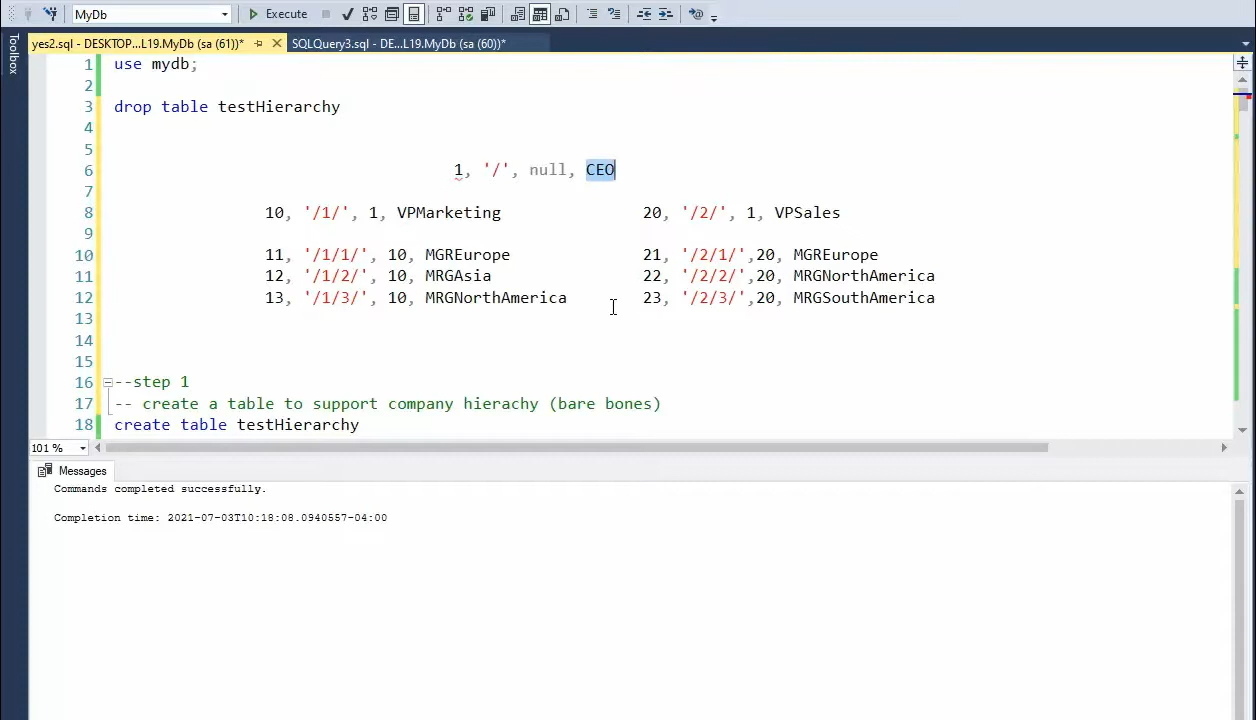 MyDb
Execute
Toolbox
yes2.sql - DESKTOP...L19.MyDb (sa (61))*
SQLQuery3.sql - DE...L19.MyDb (sa (60))*
1 use mydb;
2
3 drop table testHierarchy
4
5
6 1, '/', null, CEO
7
8 10, '/1/', 1, VPMarketing 20, '/2/', 1, VPSales
9
10 11, '/1/1/', 10, MGREurope 21, '/2/1/',20, MGREurope
11 12, '/1/2/', 10, MRGAsia 22, '/2/2/',20, MRGNorthAmerica
12 13, '/1/3/', 10, MRGNorthAmerica 23, '/2/3/',20, MRGSouthAmerica
13
14
15
16 --step 1
17 -- create a table to support company hierachy (bare bones)
18 create table testHierarchy
101 %
Messages
Commands completed successfully.
Completion time: 2021-07-03T10:18:08.0940557-04:00